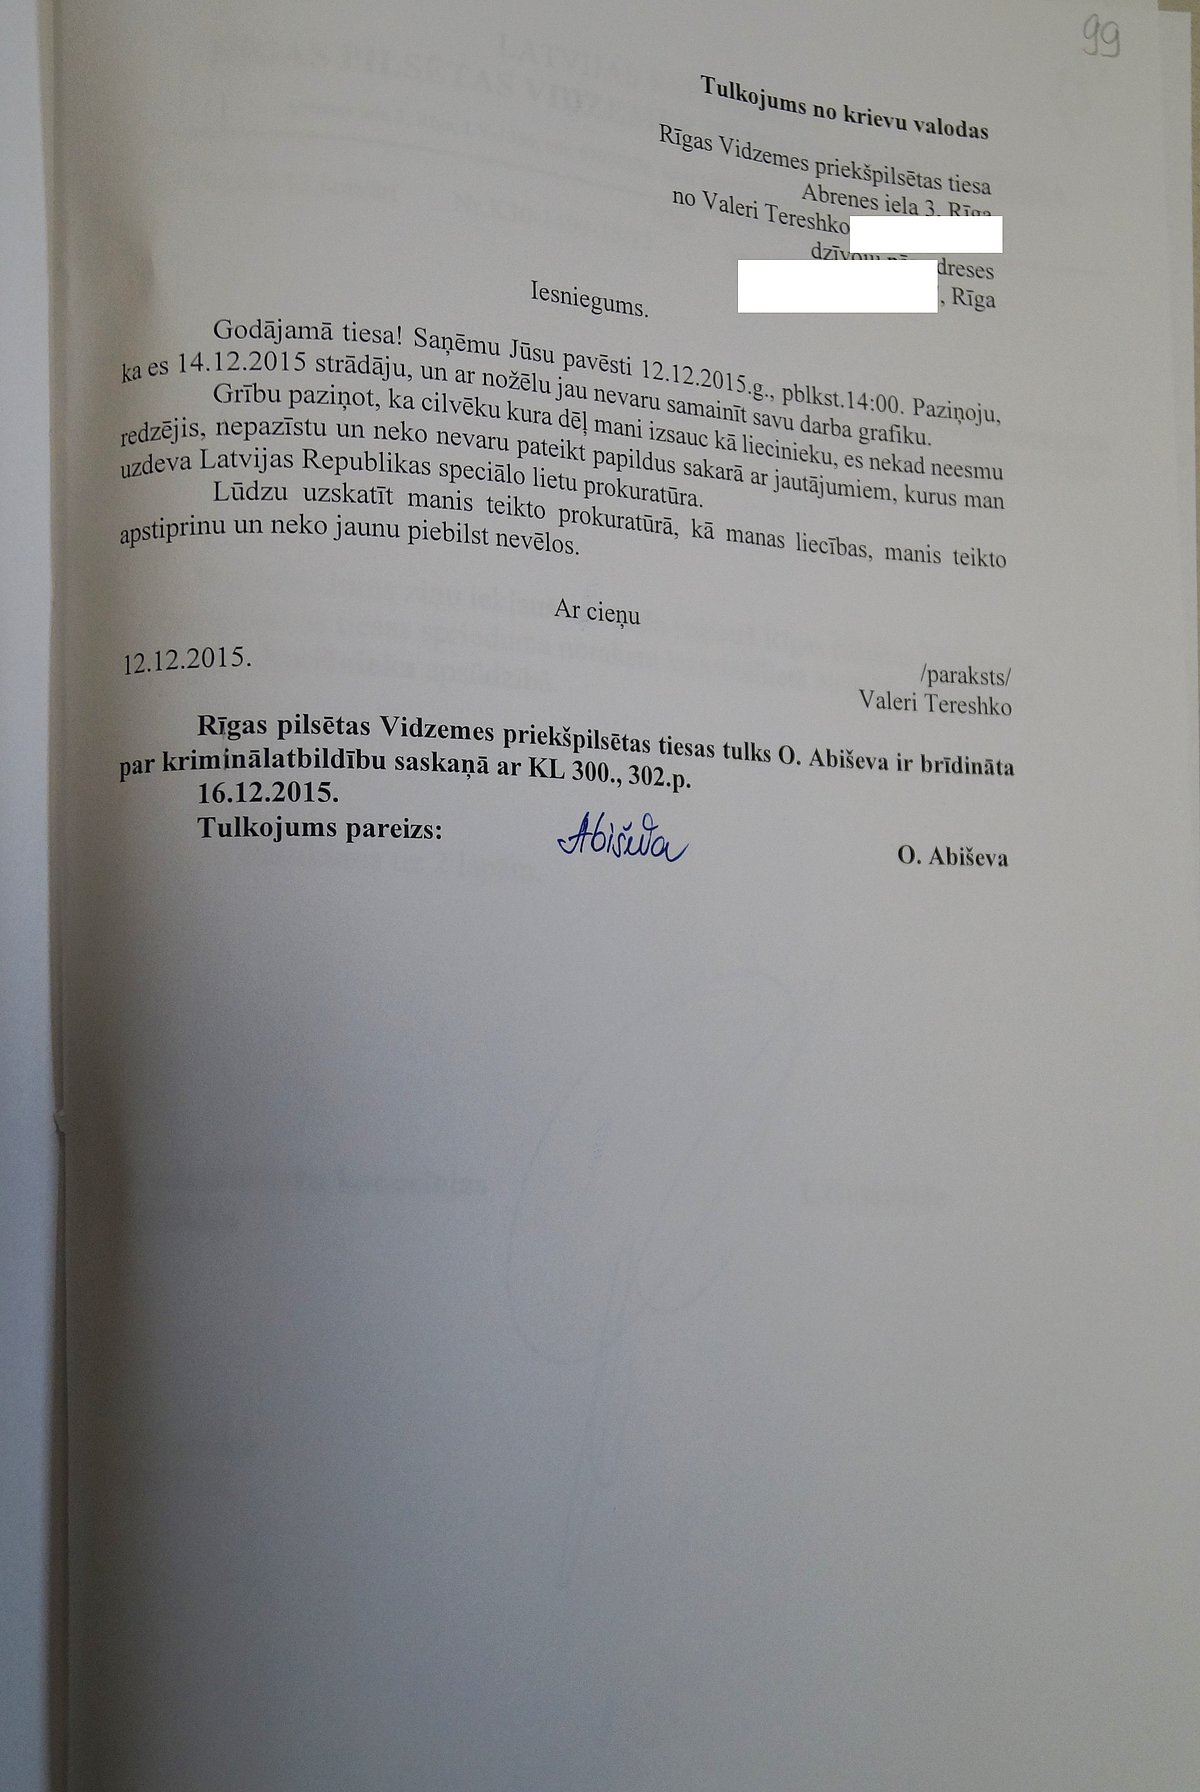 99
Tulkojums no krievu valodas
Rīgas Vidzemes priekšpilsētas tiesa
Abrenes iela 3, Rīga
no Valeri Tereshko
dzīvoju dreses
, Rīga
Iesniegums.
Godājamā tiesa! Saņēmu Jūsu pavēsti 12.12.2015.g., pblkst.14:00. Paziņoju,
ka es 14.12.2015 strādāju, un ar nožēlu jau nevaru samainīt savu darba grafiku.
Grību paziņot, ka cilvēku kura dēļ mani izsauc kā liecinieku, es nekad neesmu
redzējis, nepazīstu un neko nevaru pateikt papildus sakarā ar jautājumiem, kurus man
uzdeva Latvijas Republikas speciālo lietu prokuratūra.
Lūdzu uzskatīt manis teikto prokuratūrā, kā manas liecības, manis teikto
apstiprinu un neko jaunu piebilst nevēlos.
Ar cieņu
12.12.2015.
/paraksts/
Valeri Tereshko
Rīgas pilsētas Vidzemes priekšpilsētas tiesas tulks O. Abiševa ir brīdināta
par kriminālatbildību saskaņā ar KL 300., 302.p.
16.12.2015.
Tulkojums pareizs: Abiševa O. Abiševa